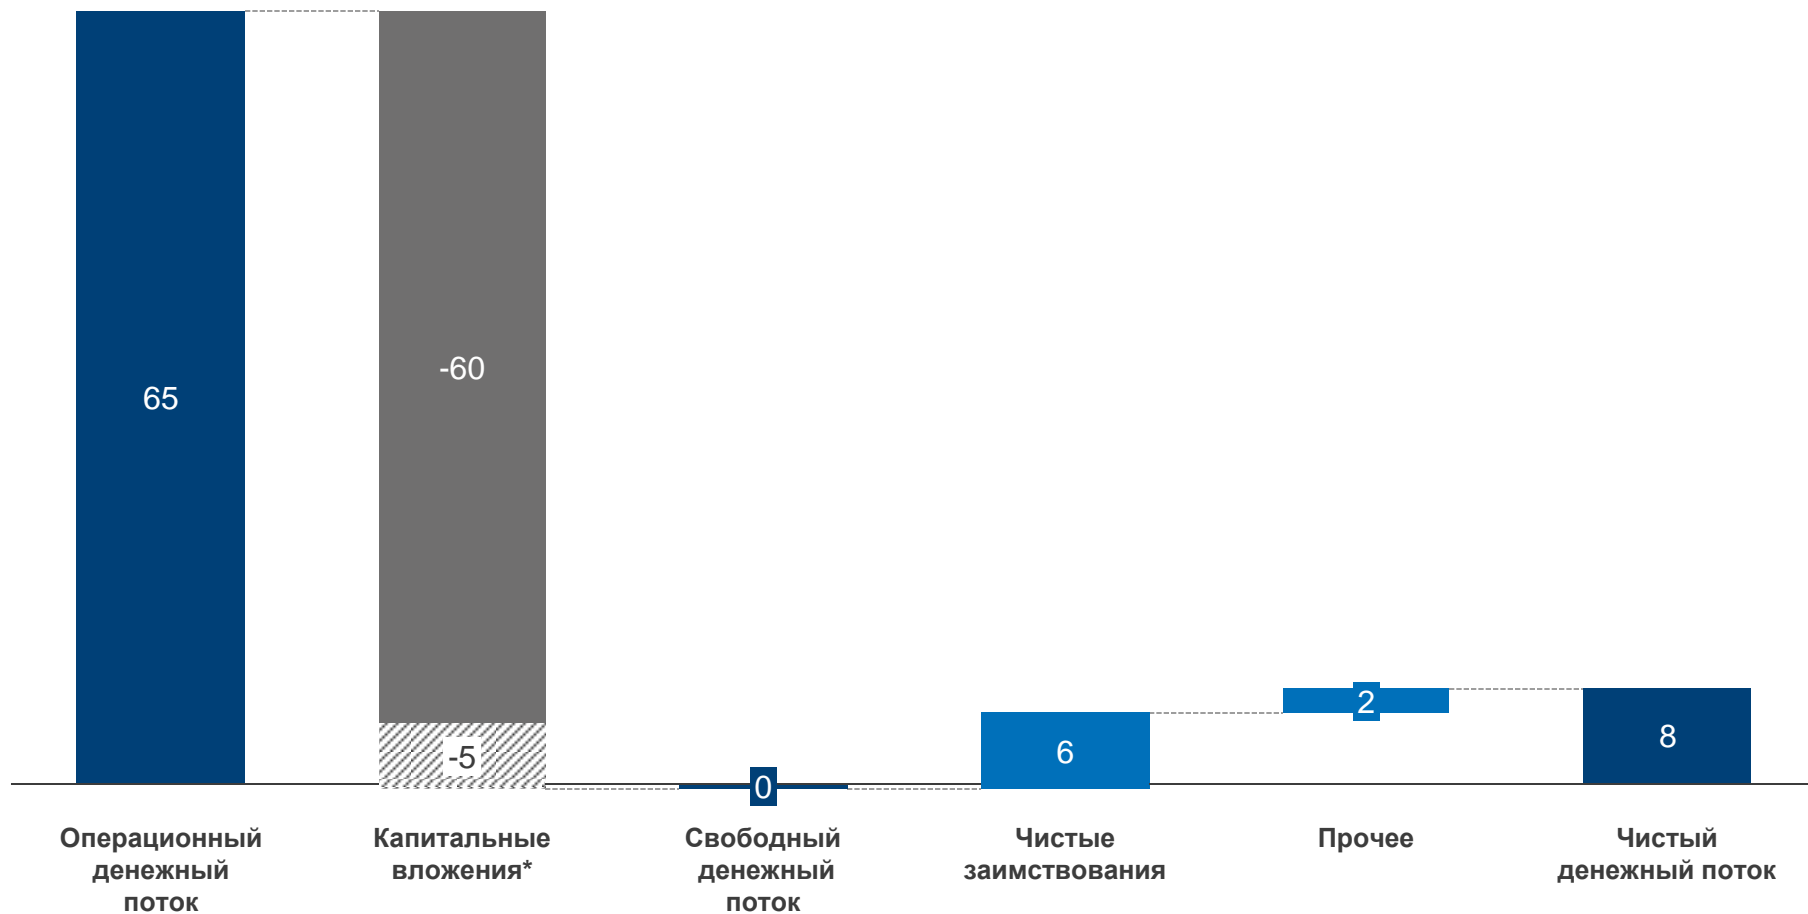 65
-60
-5
0
6
2
8
Операционный
денежный
поток
Капитальные
вложения*
Свободный
денежный
поток
Чистые
заимствования
Прочее
Чистый
денежный поток